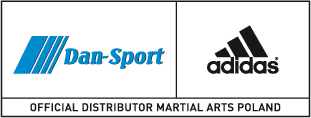 Dan-Sport
adidas®
OFFICIAL DISTRIBUTOR MARTIAL ARTS POLAND